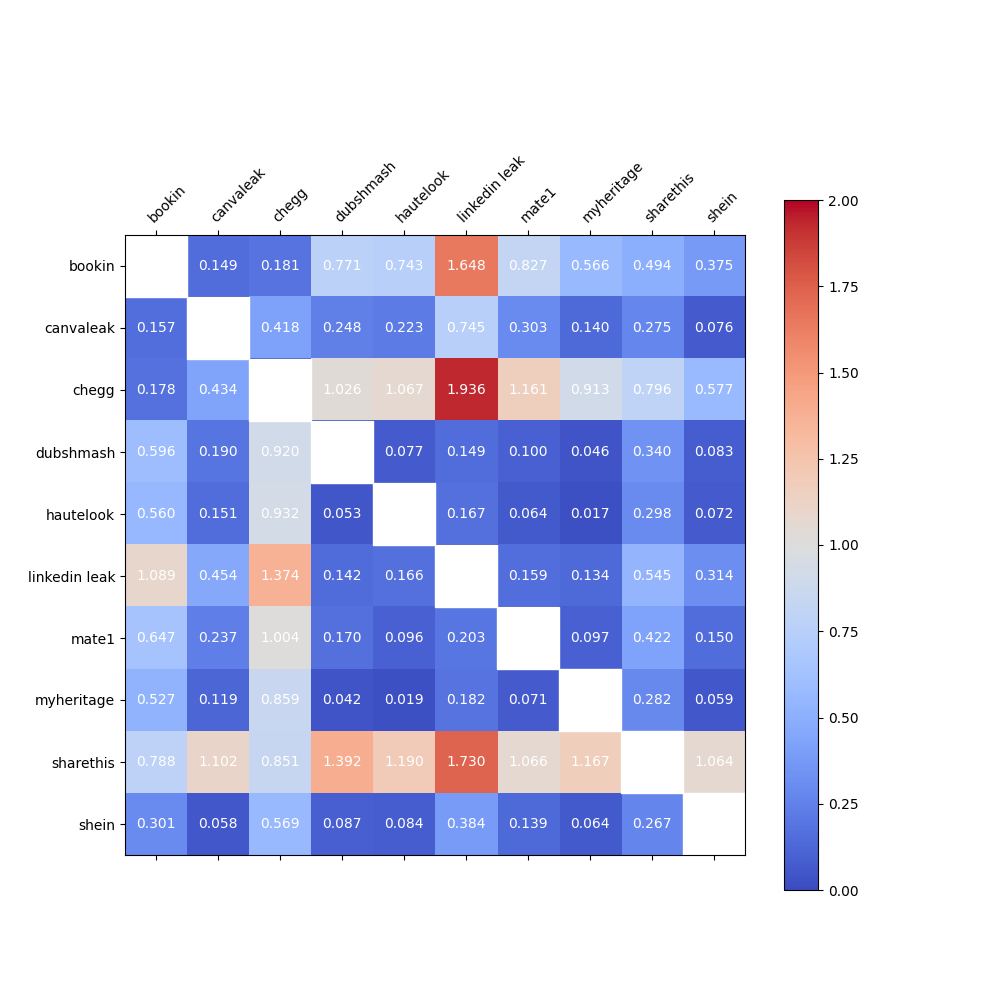 bookin canvaleak chegg dubshmash hautelook linkedin leak mate1 myheritage sharethis shein
2.00
bookin 0.149 0.181 0.771 0.743 1.648 0.827 0.566 0.494 0.375
1.75
canvaleak 0.157 0.418 0.248 0.223 0.745 0.303 0.140 0.275 0.076
1.50
chegg 0.178 0.434 1.026 1.067 1.936 1.161 0.913 0.796 0.577
1.25
dubshmash 0.596 0.190 0.920 0.077 0.149 0.100 0.046 0.340 0.083
hautelook 0.560 0.151 0.932 0.053 0.167 0.064 0.017 0.298 0.072
1.00
linkedin leak 1.089 0.454 1.374 0.142 0.166 0.159 0.134 0.545 0.314
0.75
mate1 0.647 0.237 1.004 0.170 0.096 0.203 0.097 0.422 0.150
myheritage 0.527 0.119 0.859 0.042 0.019 0.182 0.071 0.282 0.059
0.50
sharethis 0.788 1.102 0.851 1.392 1.190 1.730 1.066 1.167 1.064
0.25
shein 0.301 0.058 0.569 0.087 0.084 0.384 0.139 0.064 0.267
0.00